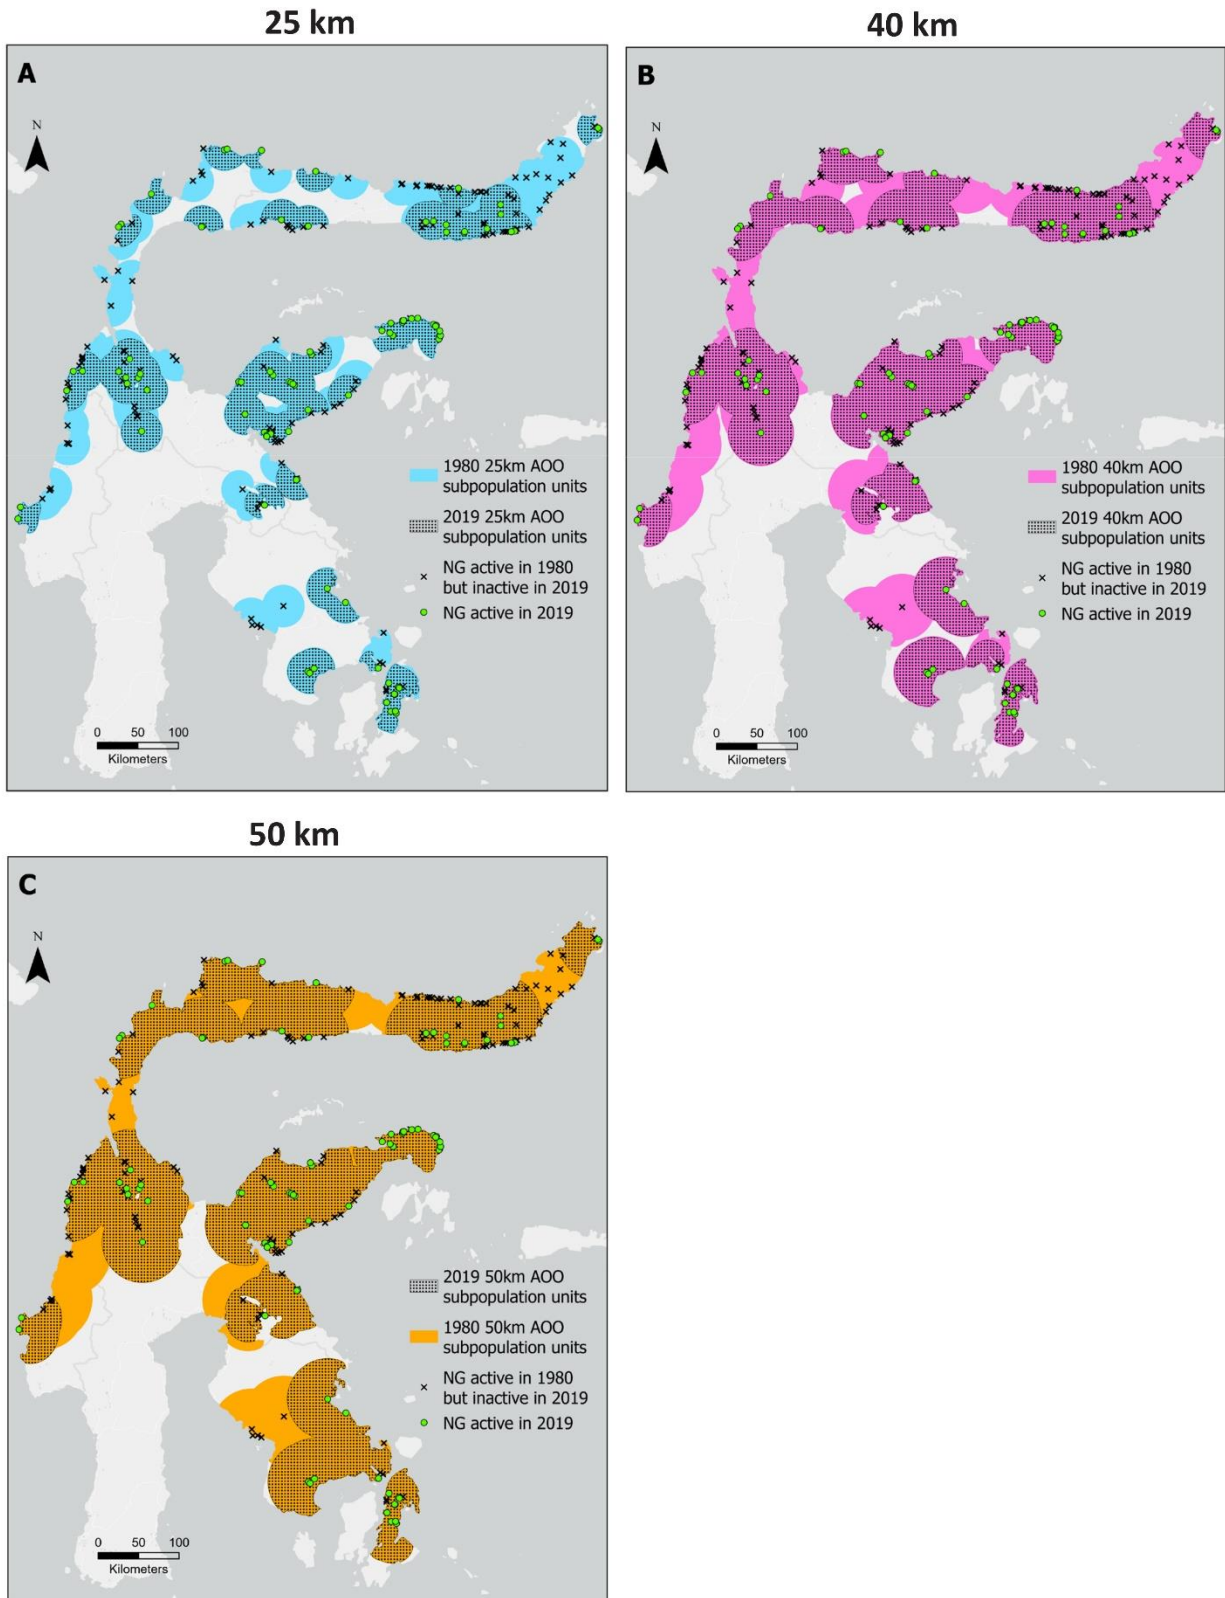 25 km
40 km
A
N
1980 25km AOO
subpopulation units
2019 25km AOO
subpopulation units
NG active in 1980
but inactive in 2019
NG active in 2019
0 50 100
Kilometers
B
N
1980 40km AOO
subpopulation units
2019 40km AOO
subpopulation units
NG active in 1980
but inactive in 2019
NG active in 2019
0 50 100
Kilometers
50 km
C
N
2019 50km AOO
subpopulation units
1980 50km AOO
subpopulation units
NG active in 1980
but inactive in 2019
NG active in 2019
0 50 100
Kilometers